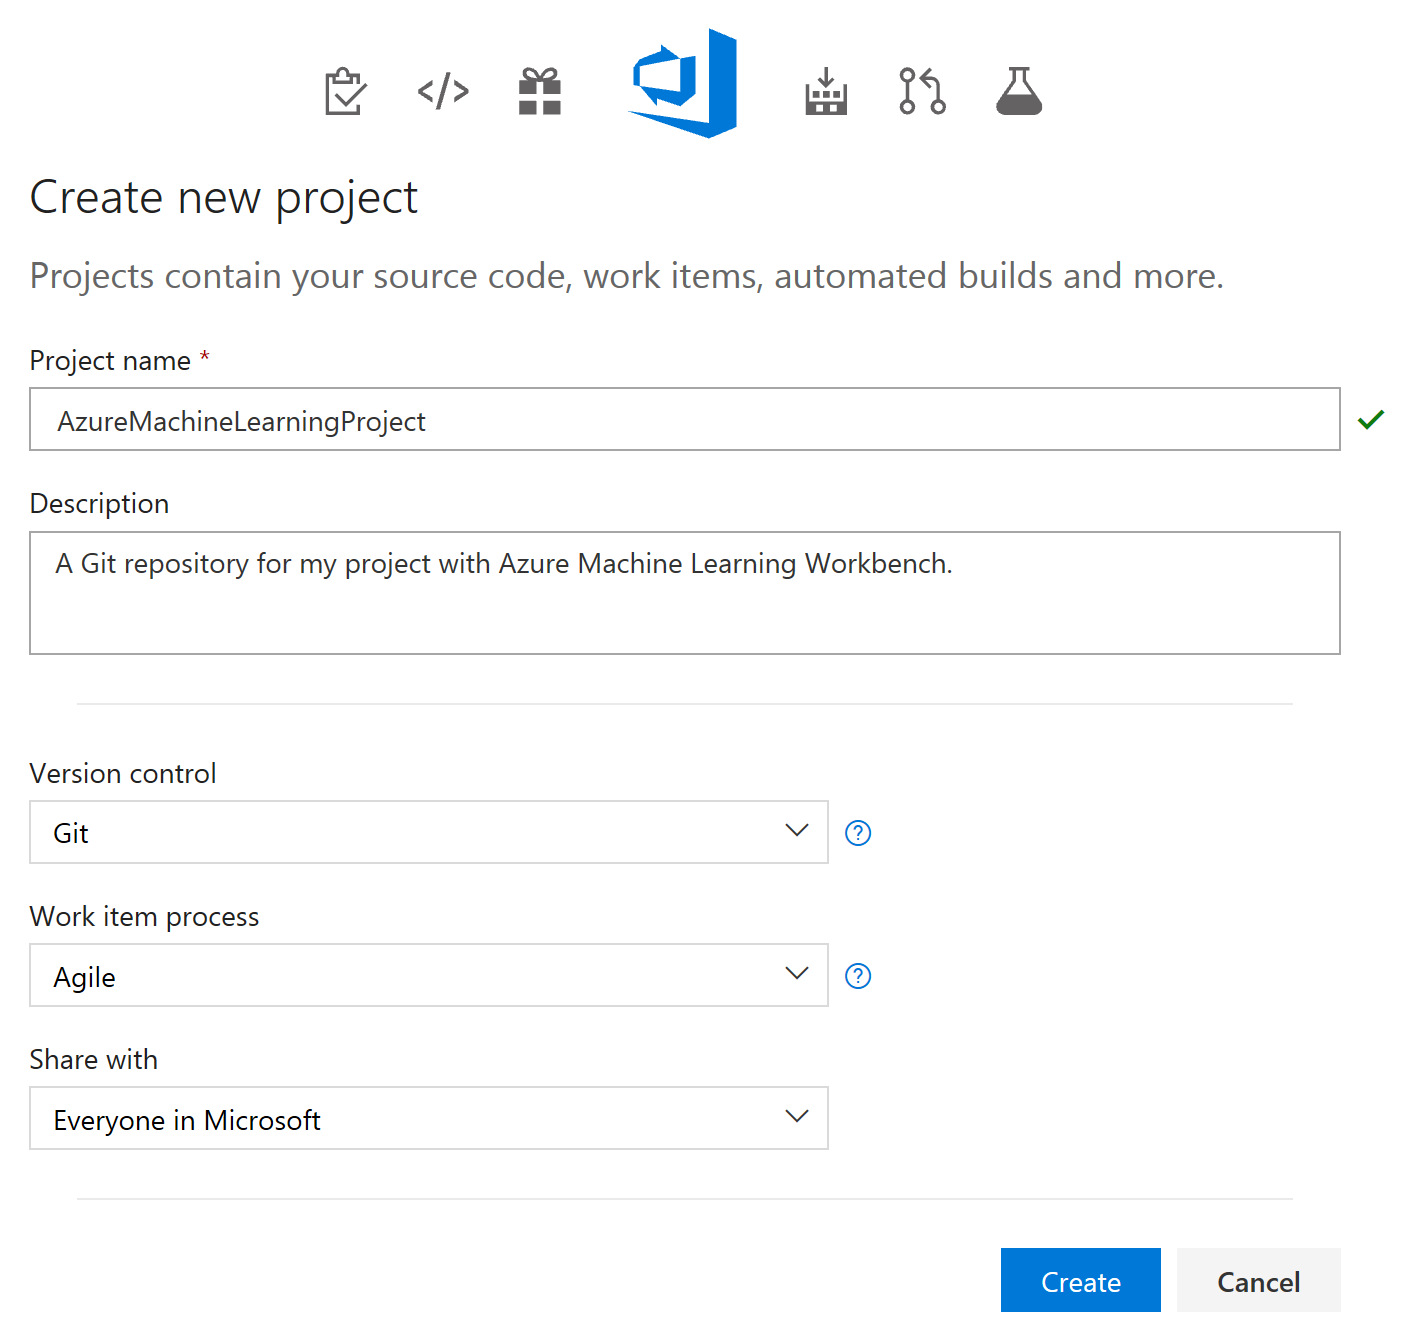 Create new project
Projects contain your source code, work items, automated builds and more.
Project name *
AzureMachineLearningProject
Description
A Git repository for my project with Azure Machine Learning Workbench.
Version control
Git
?
Work item process
Agile
?
Share with
Everyone in Microsoft
Create
Cancel